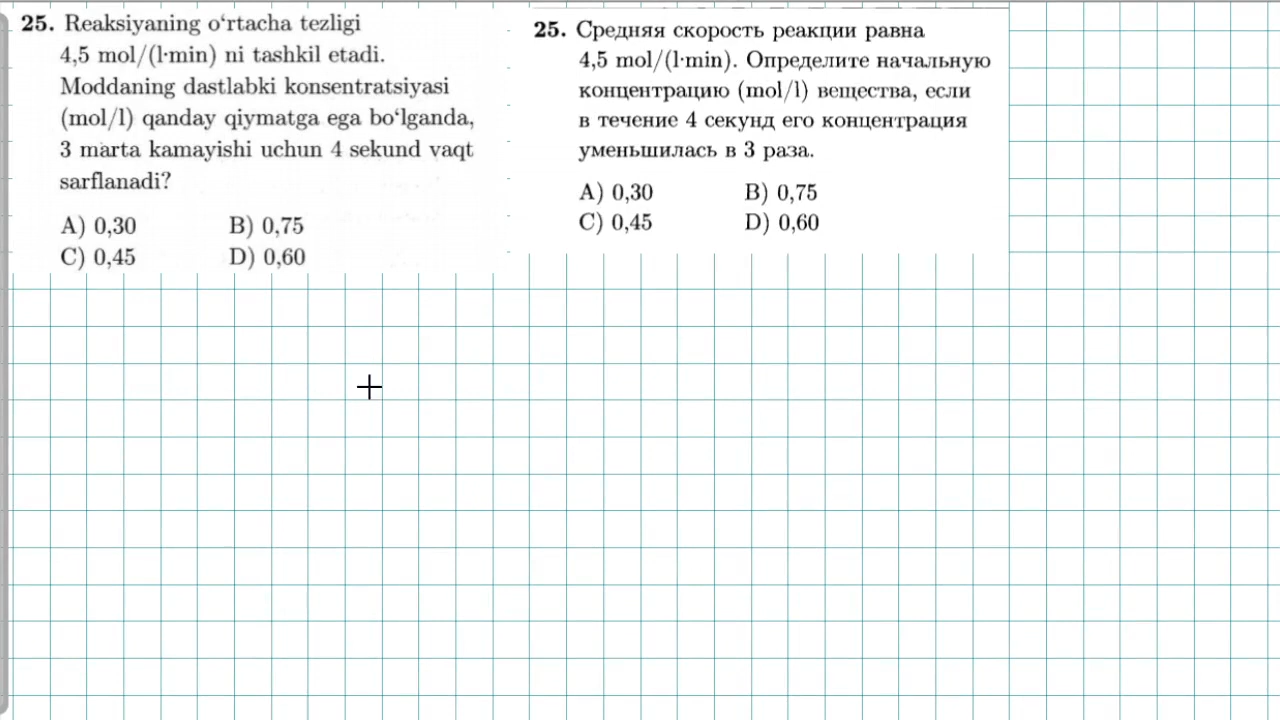 25. Reaksiyaning o‘rtacha tezligi
4,5 mol/(l·min) ni tashkil etadi.
Moddaning dastlabki konsentratsiyasi
(mol/l) qanday qiymatga ega bo‘lganda,
3 marta kamayishi uchun 4 sekund vaqt
sarflanadi?
A) 0,30 B) 0,75
C) 0,45 D) 0,60
25. Средняя скорость реакции равна
4,5 mol/(l·min). Определите начальную
концентрацию (mol/l) вещества, если
в течение 4 секунд его концентрация
уменьшилась в 3 раза.
A) 0,30 B) 0,75
C) 0,45 D) 0,60